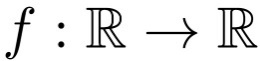 f : ℝ → ℝ